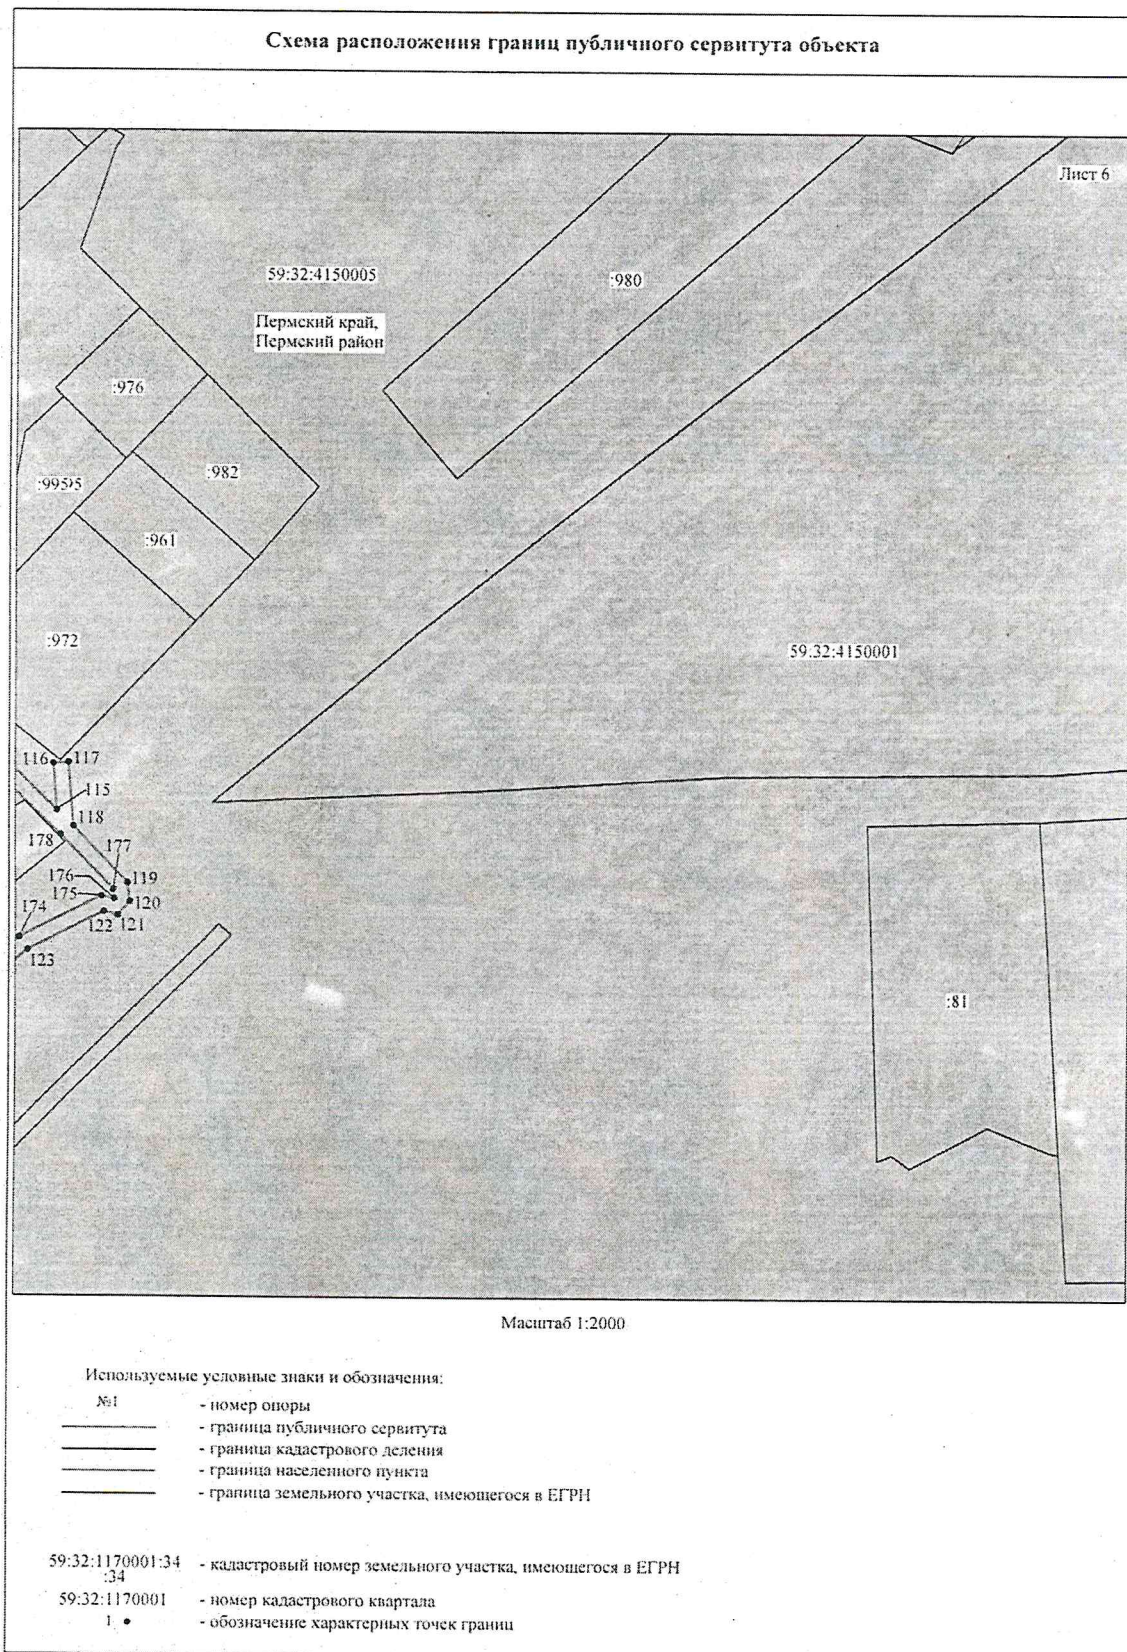 Схема расположения границ публичного сервитута объекта
Лист 6
59:32:4150005
:980
Пермский край,
Пермский район
:976
:982
:995
:961
:972
59:32:4150001
116
117
115
118
178
177
176
119
175
120
174
122
121
123
:81
Масштаб 1:2000
Используемые условные знаки и обозначения:
№1 - номер опоры
- граница публичного сервитута
- граница кадастрового деления
- граница населенного пункта
- граница земельного участка, имеющегося в ЕГРН
59:32:1170001:34 - кадастровый номер земельного участка, имеющегося в ЕГРН
:34
59:32:1170001 - номер кадастрового квартала
1 - обозначение характерных точек границ